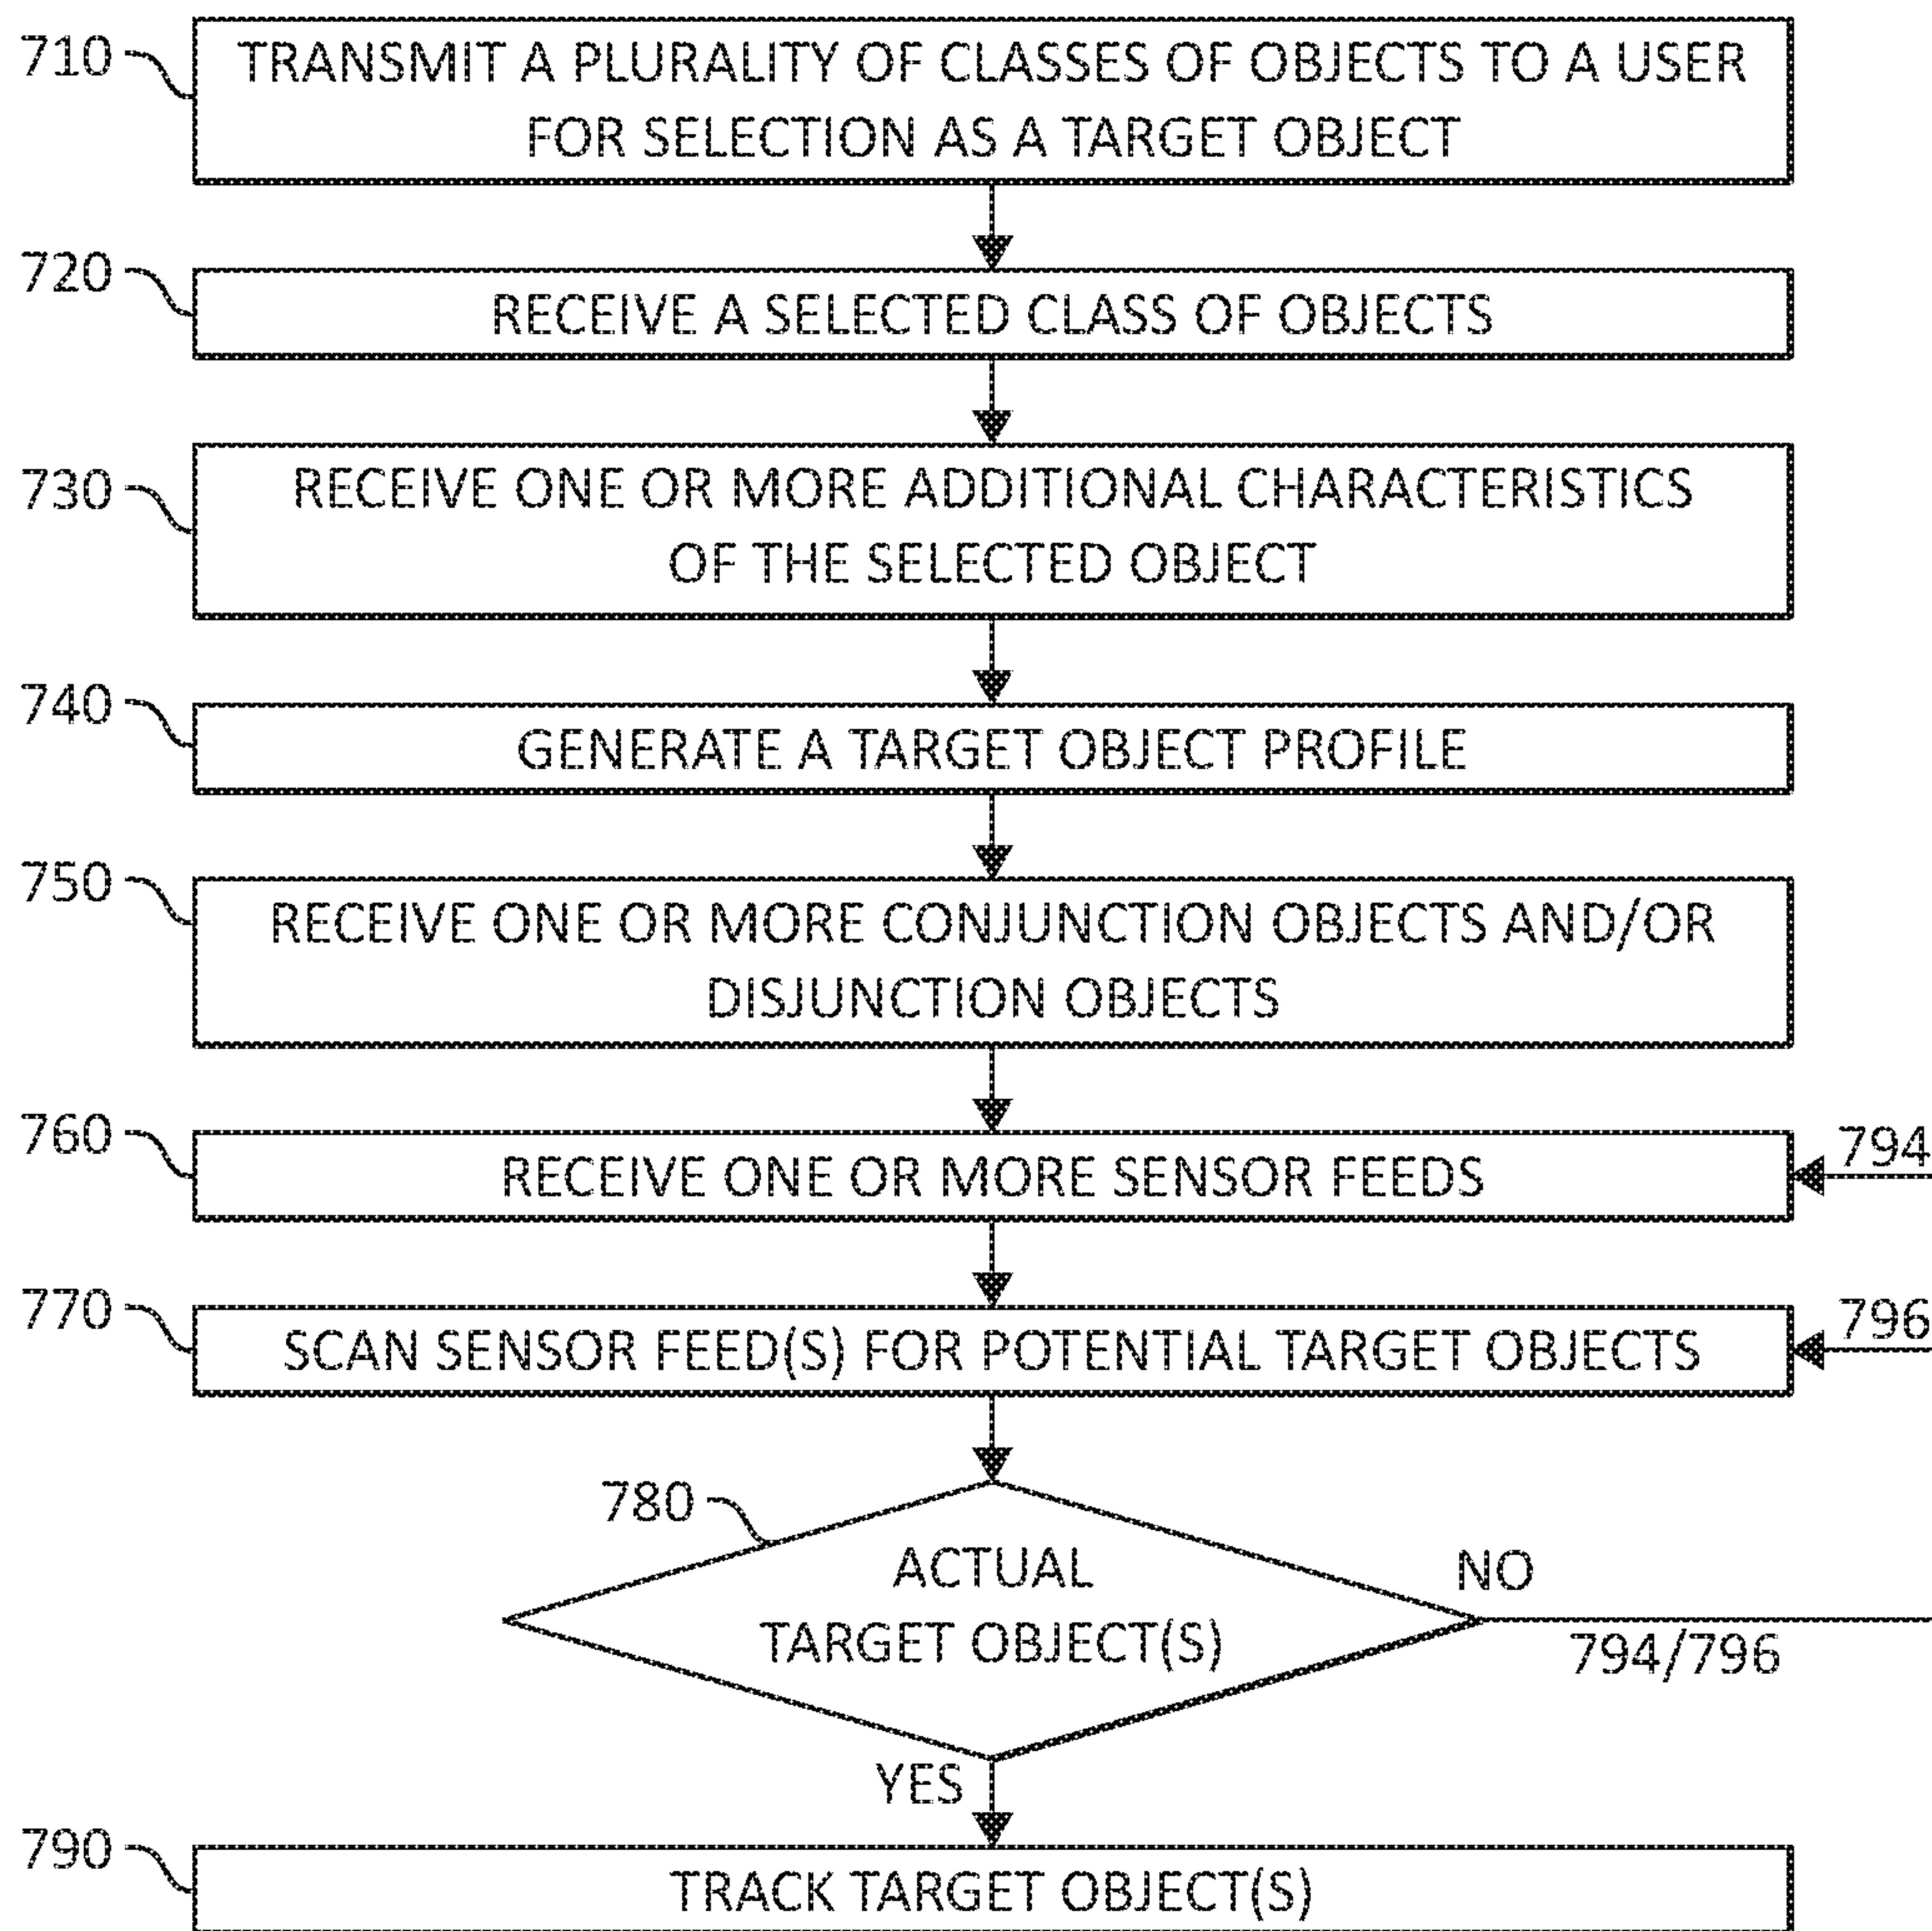 710
TRANSMIT A PLURALITY OF CLASSES OF OBJECTS TO A USER
FOR SELECTION AS A TARGET OBJECT
720
RECEIVE A SELECTED CLASS OF OBJECTS
730
RECEIVE ONE OR MORE ADDITIONAL CHARACTERISTICS
OF THE SELECTED OBJECT
740
GENERATE A TARGET OBJECT PROFILE
750
RECEIVE ONE OR MORE CONJUNCTION OBJECTS AND/OR
DISJUNCTION OBJECTS
760
RECEIVE ONE OR MORE SENSOR FEEDS
794
770
SCAN SENSOR FEED(S) FOR POTENTIAL TARGET OBJECTS
796
780
ACTUAL
TARGET OBJECT(S)
NO
794/796
YES
790
TRACK TARGET OBJECT(S)